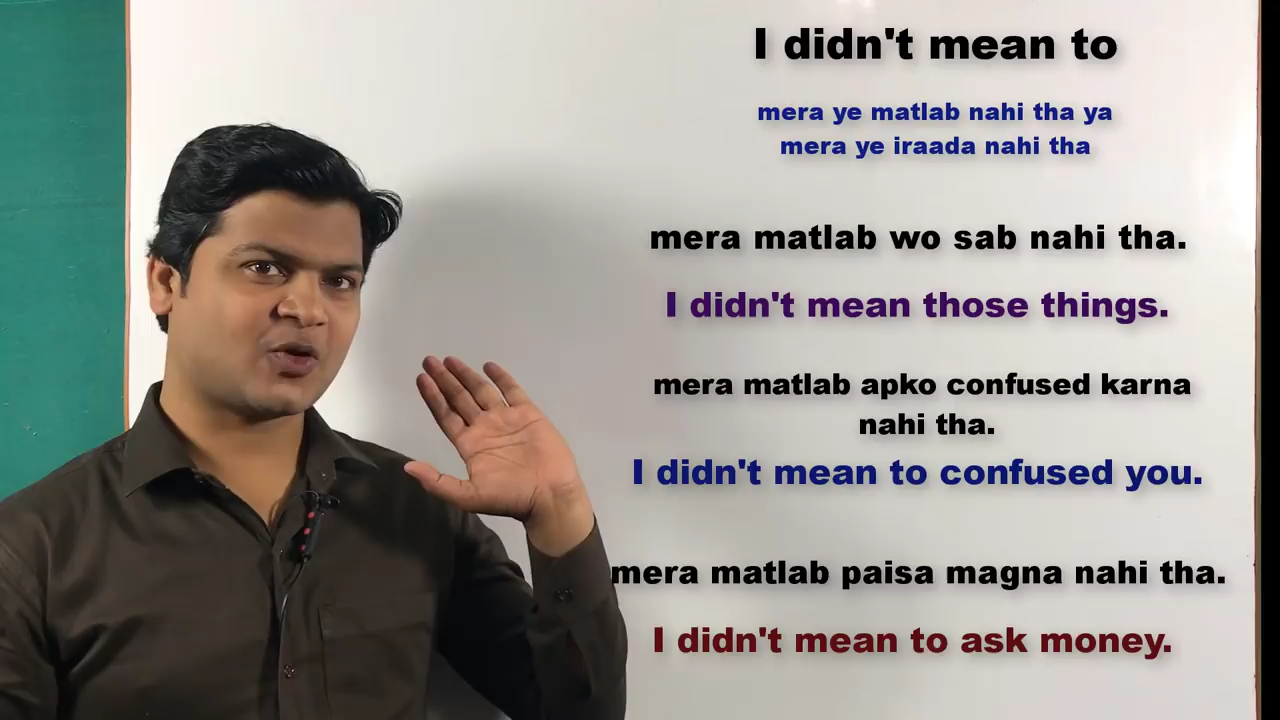 I didn't mean to
mera ye matlab nahi tha ya
mera ye iraada nahi tha
mera matlab wo sab nahi tha.
I didn't mean those things.
mera matlab apko confused karna
nahi tha.
I didn't mean to confused you.
mera matlab paisa magna nahi tha.
I didn't mean to ask money.